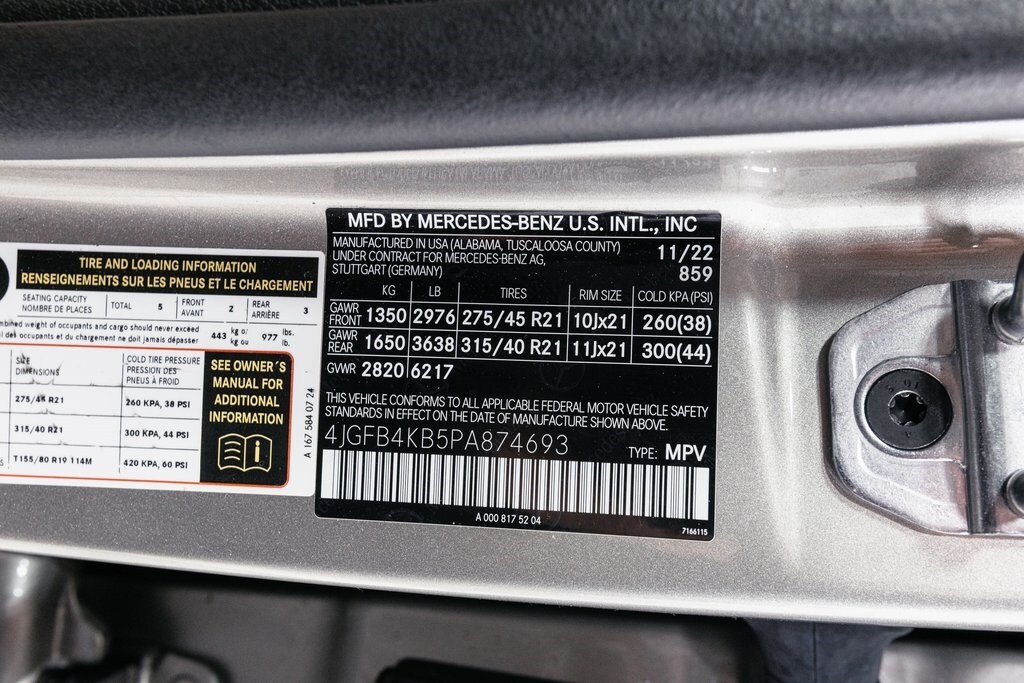 TIRE AND LOADING INFORMATION
RENSEIGNEMENTS SUR LES PNEUS ET LE CHARGEMENT
SEATING CAPACITY
NOMBRE DE PLACES
TOTAL 5
FRONT
AVANT 2
REAR
ARRIÈRE 3
weight of occupants and cargo should never exceed
des occupants et du chargement ne doit jamais dépasser
443 kg or
kg ou
977 lbs.
lb.
SIZE
DIMENSIONS
COLD TIRE PRESSURE
PRESSION DES
PNEUS À FROID
275/45 R21 260 KPA, 38 PSI
315/40 R21 300 KPA, 44 PSI
T155/80 R19 114M 420 KPA, 60 PSI
SEE OWNER´S
MANUAL FOR
ADDITIONAL
INFORMATION
i
A 167 584 07 24
MFD BY MERCEDES-BENZ U.S. INTL., INC
MANUFACTURED IN USA (ALABAMA, TUSCALOOSA COUNTY) 11/22
UNDER CONTRACT FOR MERCEDES-BENZ AG,
STUTTGART (GERMANY) 859
KG LB TIRES RIM SIZE COLD KPA (PSI)
GAWR
FRONT 1350 2976 275/45 R21 10Jx21 260(38)
GAWR
REAR 1650 3638 315/40 R21 11Jx21 300(44)
GVWR 2820 6217
THIS VEHICLE CONFORMS TO ALL APPLICABLE FEDERAL MOTOR VEHICLE SAFETY
STANDARDS IN EFFECT ON THE DATE OF MANUFACTURE SHOWN ABOVE.
4JGFB4KB5PA874693 TYPE: MPV
A 000 817 52 04
7166115